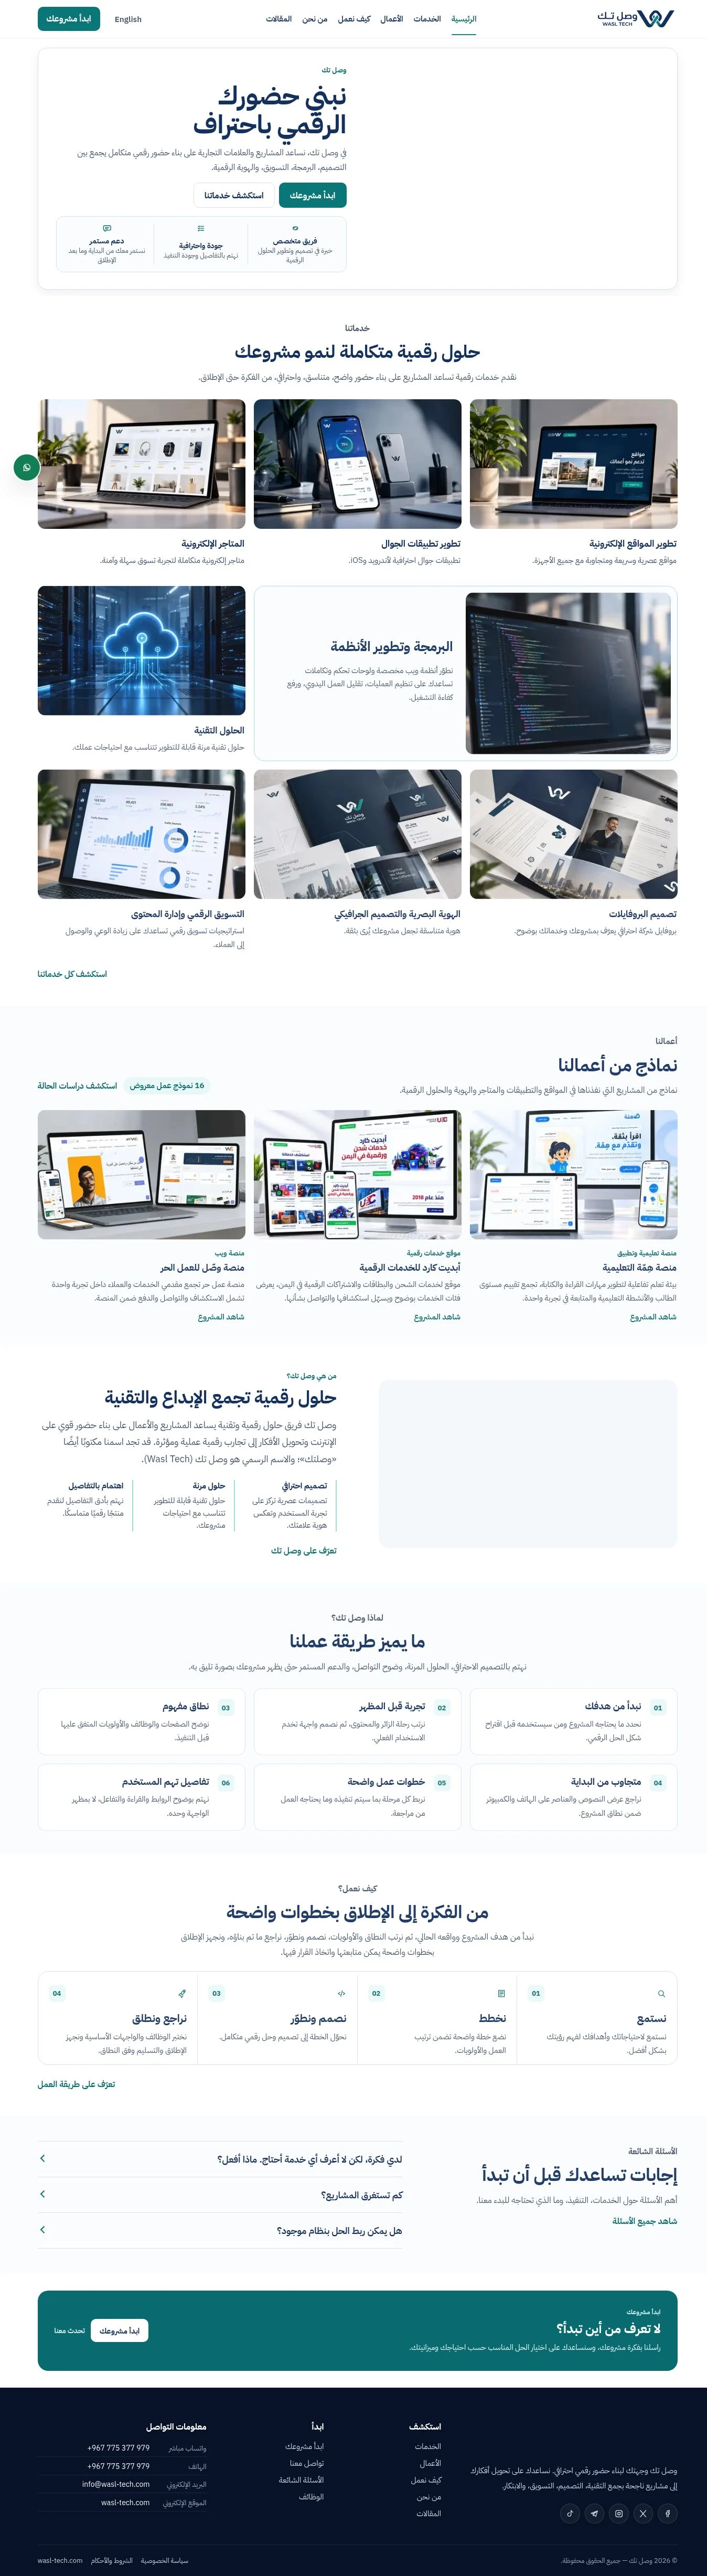 وصل تك
WASL TECH
الرئيسية
الخدمات
الأعمال
كيف نعمل
من نحن
المقالات
English
ابدأ مشروعك
وصل تك
نبني حضورك
الرقمي باحتراف
في وصل تك، نساعد المشاريع والعلامات التجارية على بناء حضور رقمي متكامل يجمع بين
التصميم، البرمجة، التسويق، والهوية الرقمية.
ابدأ مشروعك
استكشف خدماتنا
فريق متخصص
خبرة في تصميم وتطوير الحلول
الرقمية
جودة واحترافية
نهتم بالتفاصيل وجودة التنفيذ
دعم مستمر
نستمر معك من البداية وما بعد
الإطلاق
خدماتنا
حلول رقمية متكاملة لنمو مشروعك
نقدم خدمات رقمية تساعد المشاريع على بناء حضور واضح، متناسق، واحترافي، من الفكرة حتى الإطلاق.
مواقع
تدعم نمو أعمالك
تطوير المواقع الإلكترونية
مواقع عصرية وسريعة ومتجاوبة مع جميع الأجهزة.
تطوير تطبيقات الجوال
تطبيقات جوال احترافية لأندرويد وiOS.
المتاجر الإلكترونية
متاجر إلكترونية متكاملة لتجربة تسوق سهلة وآمنة.
البرمجة وتطوير الأنظمة
نطوّر أنظمة ويب مخصصة ولوحات تحكم وتكاملات
تساعدك على تنظيم العمليات، تقليل العمل اليدوي، ورفع
كفاءة التشغيل.
الحلول التقنية
حلول تقنية مرنة قابلة للتطوير تتناسب مع احتياجات عملك.
تصميم البروفايلات
بروفايل شركة احترافي يعرّف بمشروعك وخدماتك بوضوح.
الهوية البصرية والتصميم الجرافيكي
هوية متناسقة تجعل مشروعك يُرى بثقة.
التسويق الرقمي وإدارة المحتوى
استراتيجيات تسويق رقمي تساعدك على زيادة الوعي والوصول
إلى العملاء.
استكشف كل خدماتنا
أعمالنا
نماذج من أعمالنا
نماذج من المشاريع التي نفذناها في المواقع والتطبيقات والمتاجر والهوية والحلول الرقمية.
16 نموذج عمل معروض
استكشف دراسات الحالة
اقرأ بثقة.
وتقدّم مع هِمّة.
أبديت كارد
خدمات شحن
ورقمية في اليمن
منذ عام 2018
منصة تعليمية وتطبيق
منصة هِمّة التعليمية
بيئة تعلم تفاعلية لتطوير مهارات القراءة والكتابة، تجمع تقييم مستوى
الطالب والأنشطة التعليمية والمتابعة في تجربة واحدة.
شاهد المشروع
موقع خدمات رقمية
أبديت كارد للخدمات الرقمية
موقع لخدمات الشحن والبطاقات والاشتراكات الرقمية في اليمن، يعرض
فئات الخدمات بوضوح ويسهّل استكشافها والتواصل بشأنها.
شاهد المشروع
منصة ويب
منصة وصّل للعمل الحر
منصة عمل حر تجمع مقدمي الخدمات والعملاء داخل تجربة واحدة
تشمل الاستكشاف والتواصل والدفع ضمن المنصة.
شاهد المشروع
من هي وصل تك؟
حلول رقمية تجمع الإبداع والتقنية
وصل تك فريق حلول رقمية وتقنية يساعد المشاريع والأعمال على بناء حضور قوي على
الإنترنت وتحويل الأفكار إلى تجارب رقمية عملية ومؤثرة. قد تجد اسمنا مكتوبًا أيضًا
«وصلتك»؛ والاسم الرسمي هو وصل تك (Wasl Tech).
تصميم احترافي
تصميمات عصرية تركز على
تجربة المستخدم وتعكس
هوية علامتك.
حلول مرنة
حلول تقنية قابلة للتطوير
تتناسب مع احتياجات
مشروعك.
اهتمام بالتفاصيل
نهتم بأدق التفاصيل لنقدم
منتجًا رقميًا متماسكًا.
تعرّف على وصل تك
لماذا وصل تك؟
ما يميز طريقة عملنا
نهتم بالتصميم الاحترافي، الحلول المرنة، وضوح التواصل، والدعم المستمر حتى يظهر مشروعك بصورة تليق به.
01
نبدأ من هدفك
نحدد ما يحتاجه المشروع ومن سيستخدمه قبل اقتراح
شكل الحل الرقمي.
02
تجربة قبل المظهر
نرتب رحلة الزائر والمحتوى، ثم نصمم واجهة تخدم
الاستخدام الفعلي.
03
نطاق مفهوم
نوضح الصفحات والوظائف والأولويات المتفق عليها
قبل التنفيذ.
04
متجاوب من البداية
نراجع عرض النصوص والعناصر على الهاتف والكمبيوتر
ضمن نطاق المشروع.
05
خطوات عمل واضحة
نربط كل مرحلة بما سيتم تنفيذه وما يحتاجه العمل
من مراجعة.
06
تفاصيل تهم المستخدم
نهتم بوضوح الروابط والقراءة والتفاعل، لا بمظهر
الواجهة وحده.
كيف نعمل؟
من الفكرة إلى الإطلاق بخطوات واضحة
نبدأ من هدف المشروع وواقعه الحالي، ثم نرتب النطاق والأولويات، نصمم ونطوّر، نراجع ما تم بناؤه، ونجهز الإطلاق
بخطوات واضحة يمكن متابعتها واتخاذ القرار فيها.
01
نستمع
نستمع لاحتياجاتك وأهدافك لفهم رؤيتك
بشكل أفضل.
02
نخطط
نضع خطة واضحة تضمن ترتيب
العمل والأولويات.
03
نصمم ونطوّر
نحوّل الخطة إلى تصميم وحل رقمي متكامل.
04
نراجع ونطلق
نختبر الوظائف والواجهات الأساسية ونجهز
الإطلاق والتسليم وفق النطاق.
تعرّف على طريقة العمل
الأسئلة الشائعة
إجابات تساعدك قبل أن تبدأ
أهم الأسئلة حول الخدمات، التنفيذ، وما الذي تحتاجه للبدء معنا.
شاهد جميع الأسئلة
لدي فكرة، لكن لا أعرف أي خدمة أحتاج. ماذا أفعل؟
كم تستغرق المشاريع؟
هل يمكن ربط الحل بنظام موجود؟
ابدأ مشروعك
لا تعرف من أين تبدأ؟
راسلنا بفكرة مشروعك، وسنساعدك على اختيار الحل المناسب حسب احتياجك وميزانيتك.
ابدأ مشروعك
تحدث معنا
وصل تك وجهتك لبناء حضور رقمي احترافي. نساعدك على تحويل أفكارك
إلى مشاريع ناجحة بجمع التقنية، التصميم، التسويق، والابتكار.
استكشف
الخدمات
الأعمال
كيف نعمل
من نحن
المقالات
ابدأ
ابدأ مشروعك
تواصل معنا
الأسئلة الشائعة
الوظائف
معلومات التواصل
واتساب مباشر
+967 775 377 979
الهاتف
+967 775 377 979
البريد الإلكتروني
info@wasl-tech.com
الموقع الإلكتروني
wasl-tech.com
© 2026 وصل تك — جميع الحقوق محفوظة.
سياسة الخصوصية
الشروط والأحكام
wasl-tech.com